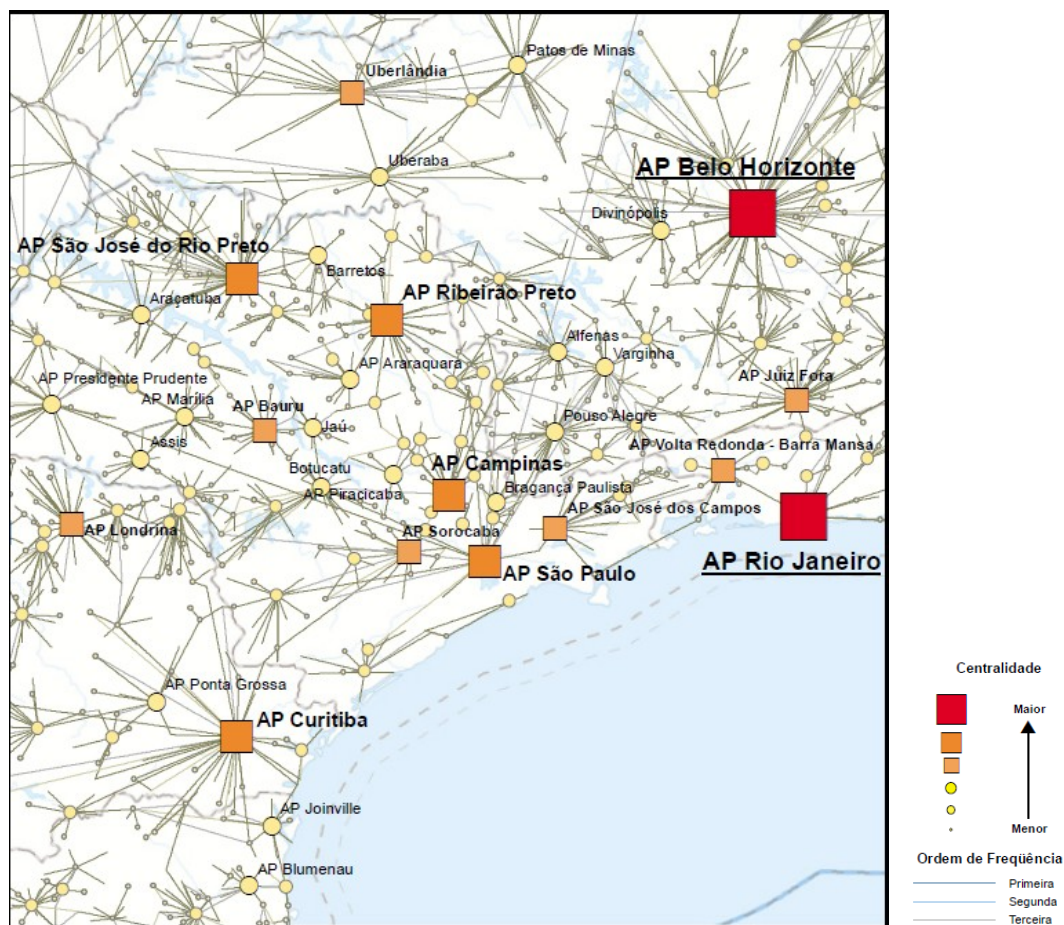 Patos de Minas
Uberlândia
Uberaba
AP Belo Horizonte
Divinópolis
AP São José do Rio Preto
Barretos
Araçatuba
AP Ribeirão Preto
Alfenas
Varginha
AP Araraquara
AP Presidente Prudente
AP Juiz Fora
AP Marília
AP Bauru
Jaú
Pouso Alegre
Assis
AP Volta Redonda - Barra Mansa
Botucatu
AP Campinas
AP Piracicaba
Bragança Paulista
AP São José dos Campos
AP Londrina
AP Sorocaba
AP Rio Janeiro
AP São Paulo
AP Ponta Grossa
AP Curitiba
AP Joinville
AP Blumenau
Centralidade
Maior
Menor
Ordem de Freqüência
Primeira
Segunda
Terceira